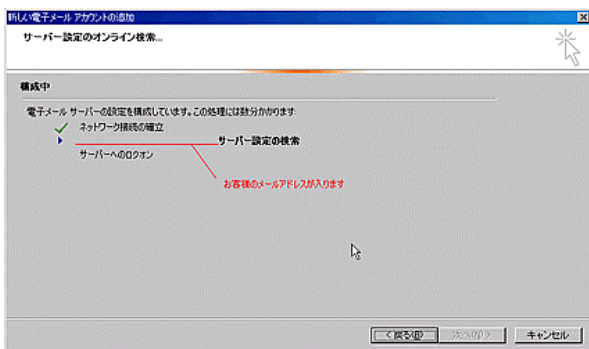 新しい電子メール アカウントの追加
サーバー設定のオンライン検索...
構成中
電子メール サーバーの設定を構成しています。この処理には数分かかります:
ネットワーク接続の確立
サーバー設定の検索
サーバーへのログオン
お客様のメールアドレスが入ります
< 戻る(B)
次へ(N) >
キャンセル